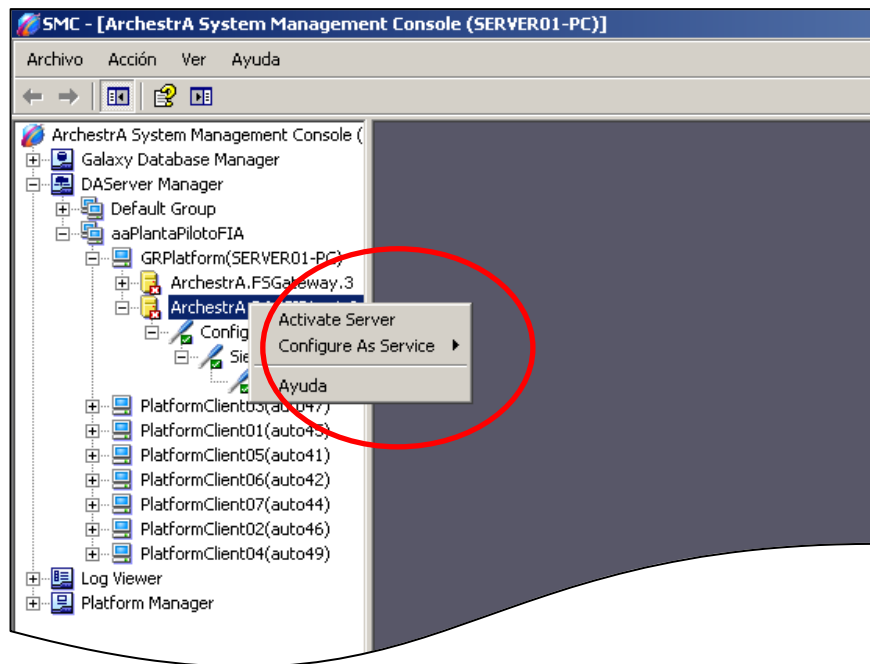 SMC - [ArchestrA System Management Console (SERVER01-PC)]
Archivo Acción Ver Ayuda
ArchestrA System Management Console (
Galaxy Database Manager
DAServer Manager
Default Group
aaPlantaPilotoFIA
GRPlatform(SERVER01-PC)
ArchestrA.FSGateway.3
ArchestrA
Activate Server
Config
Configure As Service
Sie
Ayuda
PlatformClient03(auto47)
PlatformClient01(auto45)
PlatformClient05(auto41)
PlatformClient06(auto42)
PlatformClient07(auto44)
PlatformClient02(auto46)
PlatformClient04(auto49)
Log Viewer
Platform Manager